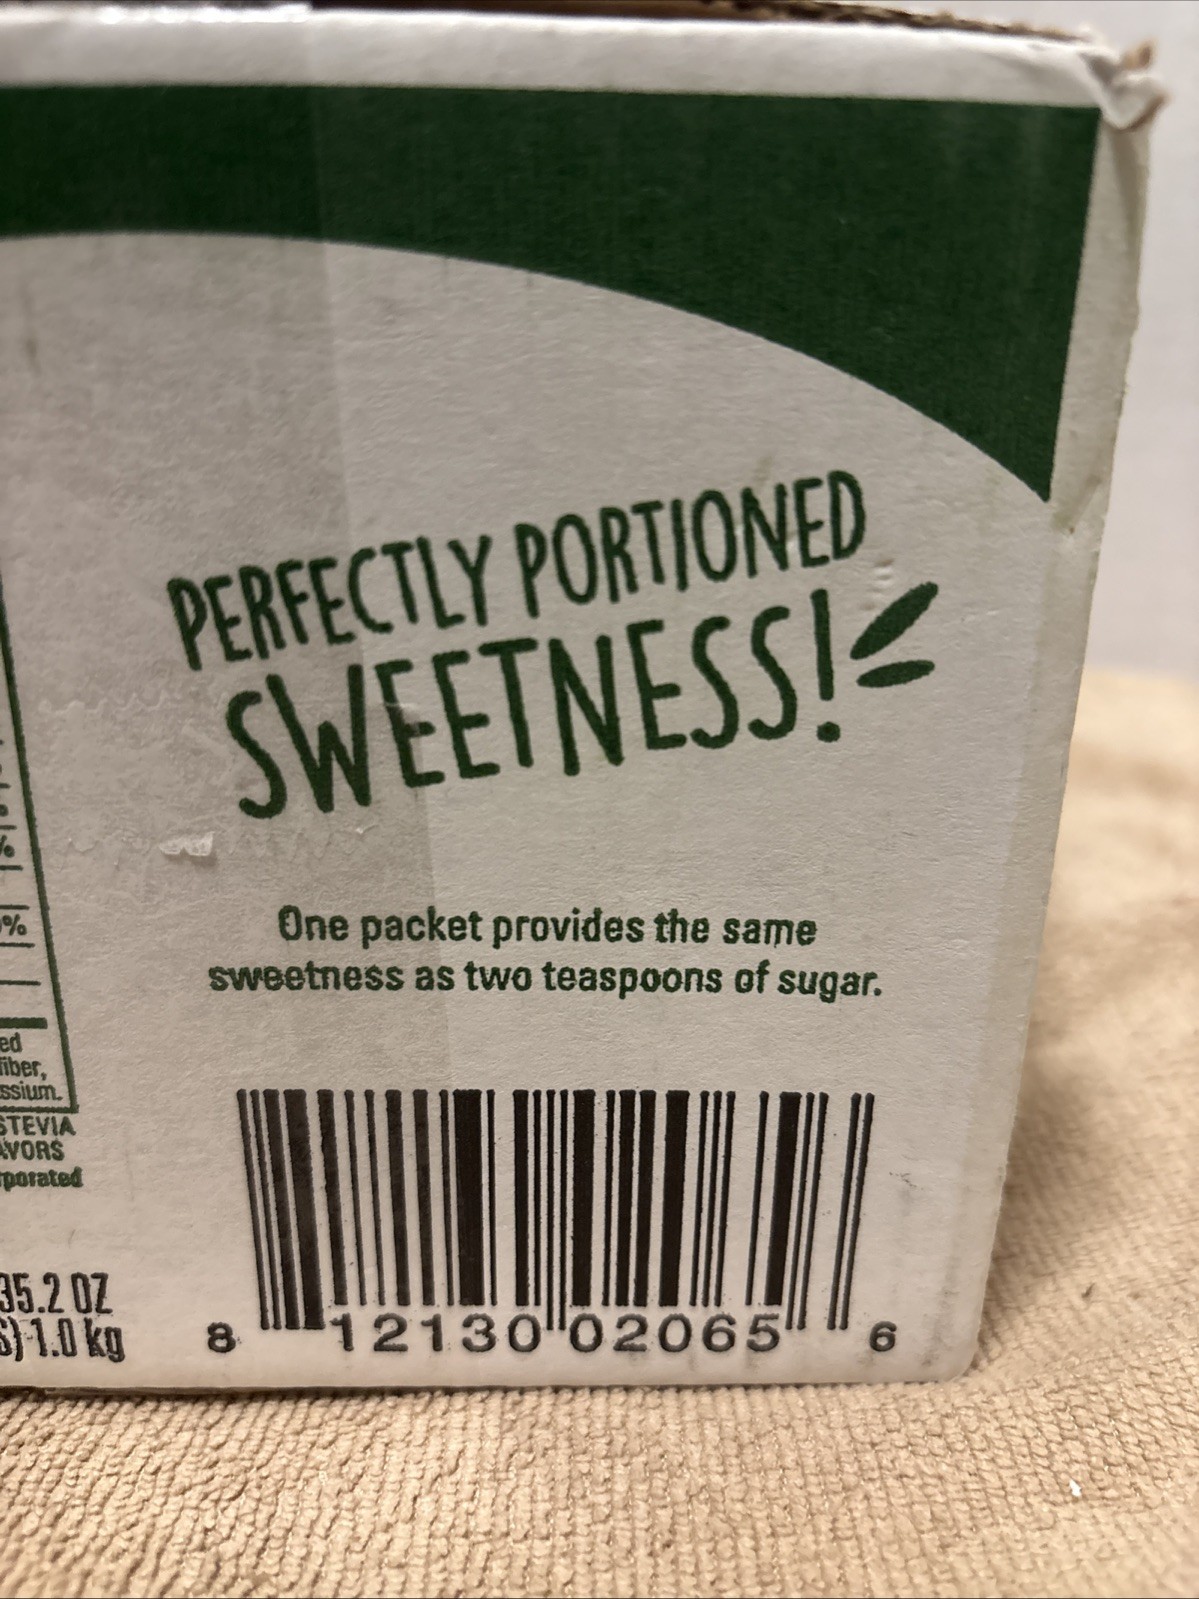 PERFECTLY PORTIONED
SWEETNESS!
One packet provides the same
sweetness as two teaspoons of sugar.
%
%
STEVIA
35.2 OZ
1.0 kg
8 12130 02065 6